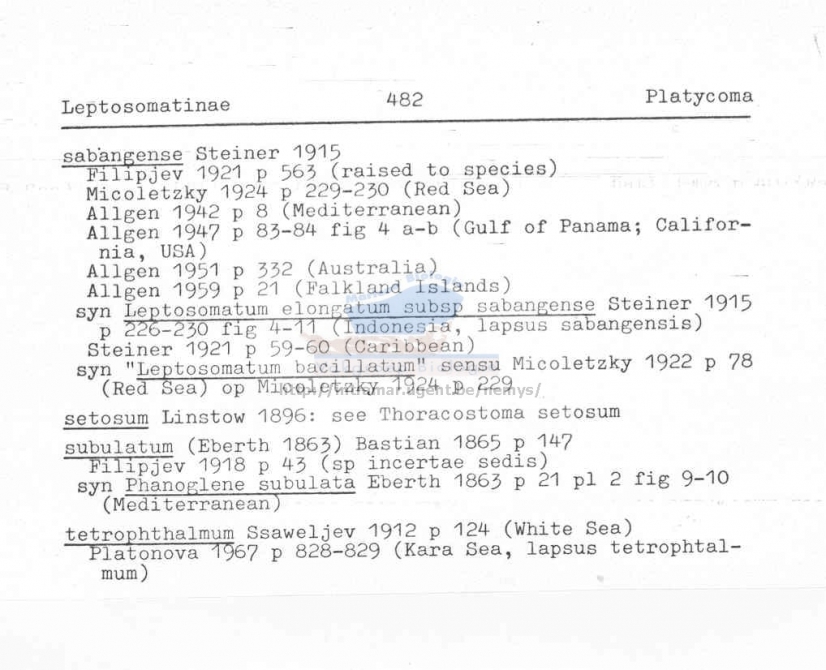 Leptosomatinae 482 Platycoma
sabangense Steiner 1915
Filipjev 1921 p 563 (raised to species)
Micoletzky 1924 p 229-230 (Red Sea)
Allgen 1942 p 8 (Mediterranean)
Allgen 1947 p 83-84 fig 4 a-b (Gulf of Panama; Califor-
nia, USA)
Allgen 1951 p 332 (Australia)
Allgen 1959 p 21 (Falkland Islands)
syn Leptosomatum elongatum subsp sabangense Steiner 1915
p 226-230 fig 4-11 (Indonesia, lapsus sabangensis)
Steiner 1921 p 59-60 (Caribbean)
syn "Leptosomatum bacillatum" sensu Micoletzky 1922 p 78
(Red Sea) op Micoletzky 1924 p 229
setosum Linstow 1896: see Thoracostoma setosum
subulatum (Eberth 1863) Bastian 1865 p 147
Filipjev 1918 p 43 (sp incertae sedis)
syn Phanoglene subulata Eberth 1863 p 21 pl 2 fig 9-10
(Mediterranean)
tetrophthalmum Ssaweljev 1912 p 124 (White Sea)
Platonova 1967 p 828-829 (Kara Sea, lapsus tetrophtal-
mum)